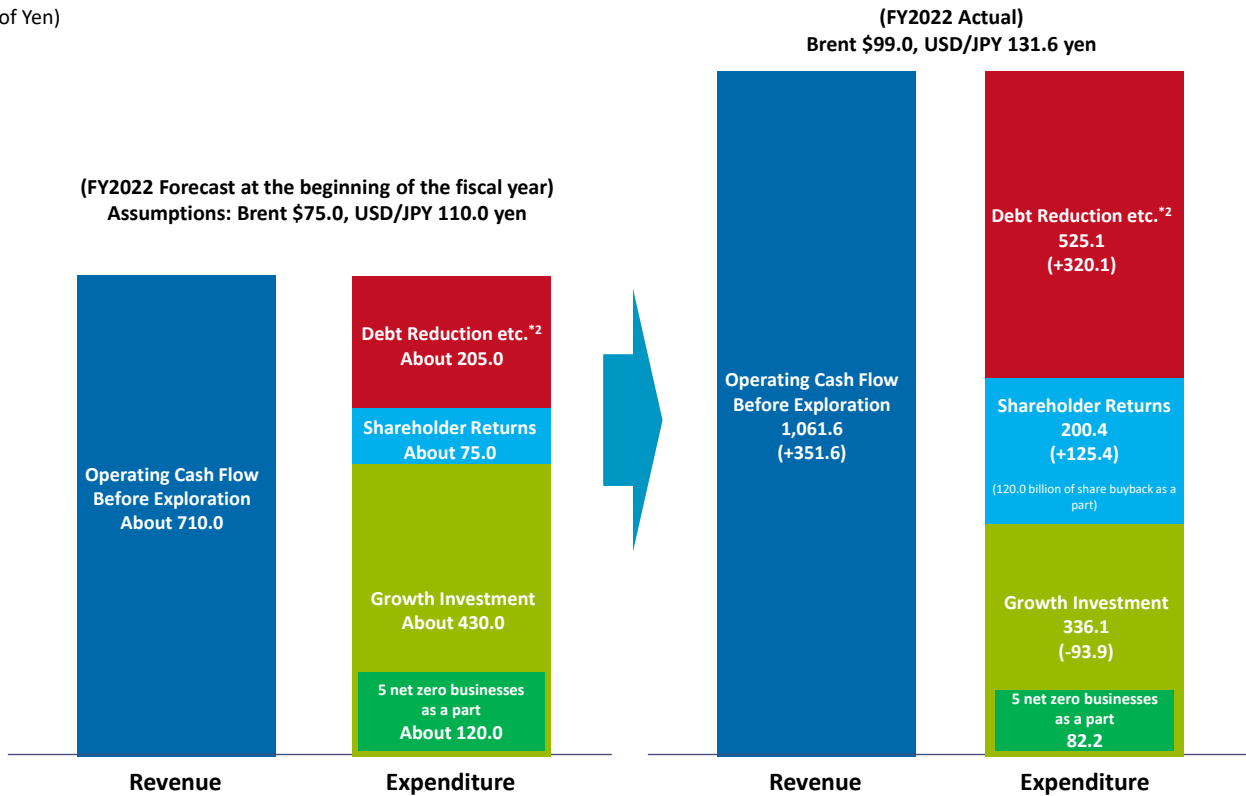 of Yen)
(FY2022 Forecast at the beginning of the fiscal year)
Assumptions: Brent $75.0, USD/JPY 110.0 yen
Operating Cash Flow
Before Exploration
About 710.0
Debt Reduction etc.*2
About 205.0
Shareholder Returns
About 75.0
Growth Investment
About 430.0
5 net zero businesses
as a part
About 120.0
Revenue
Expenditure
(FY2022 Actual)
Brent $99.0, USD/JPY 131.6 yen
Operating Cash Flow
Before Exploration
1,061.6
(+351.6)
Debt Reduction etc.*2
525.1
(+320.1)
Shareholder Returns
200.4
(+125.4)
(120.0 billion of share buyback as a
part)
Growth Investment
336.1
(-93.9)
5 net zero businesses
as a part
82.2
Revenue
Expenditure